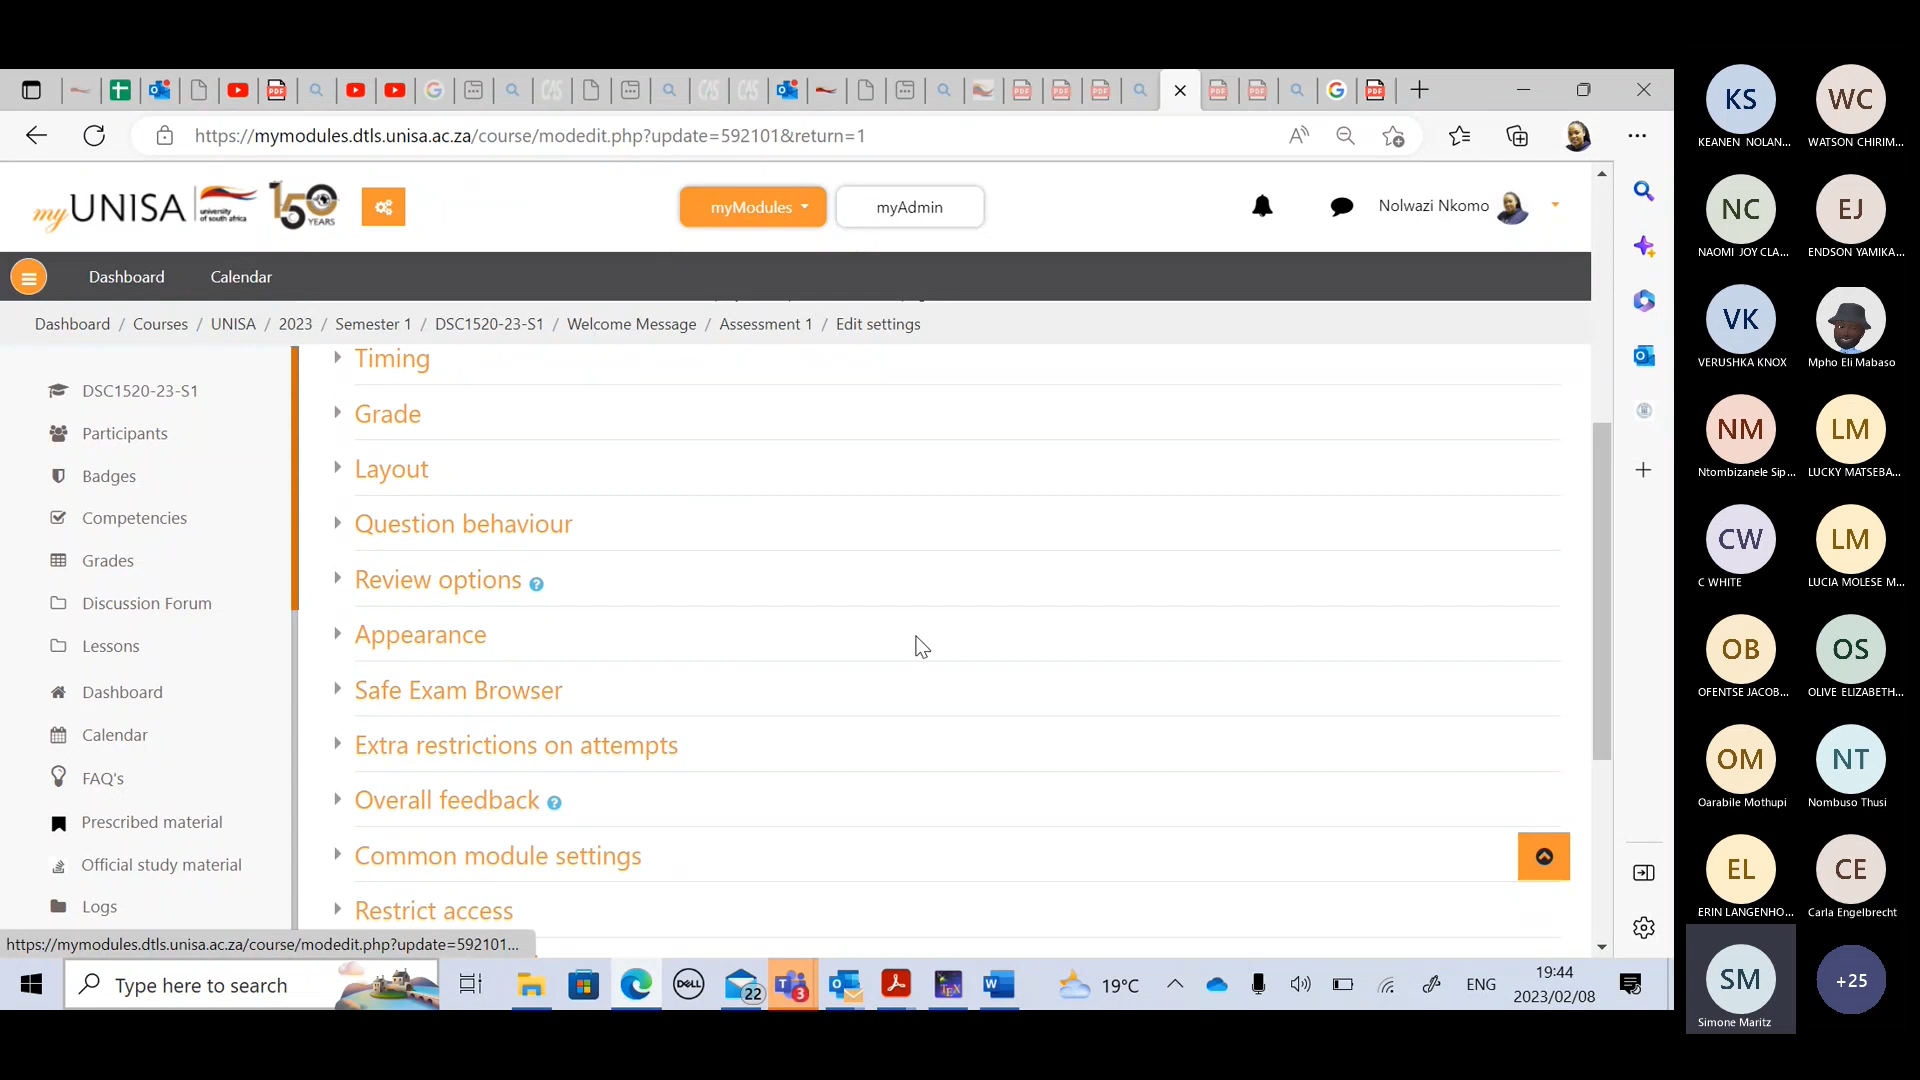 https://mymodules.dtls.unisa.ac.za/course/modedit.php?update=592101&return=1
myUNISA university of south africa 150 YEARS
myModules
myAdmin
Nolwazi Nkomo
Dashboard
Calendar
Dashboard / Courses / UNISA / 2023 / Semester 1 / DSC1520-23-S1 / Welcome Message / Assessment 1 / Edit settings
DSC1520-23-S1
Participants
Badges
Competencies
Grades
Discussion Forum
Lessons
Dashboard
Calendar
FAQ's
Prescribed material
Official study material
Logs
Timing
Grade
Layout
Question behaviour
Review options
Appearance
Safe Exam Browser
Extra restrictions on attempts
Overall feedback
Common module settings
Restrict access
https://mymodules.dtls.unisa.ac.za/course/modedit.php?update=592101...
Type here to search
DELL
22
3
19°C
ENG
19:44
2023/02/08
KS
KEANEN NOLAN...
WC
WATSON CHIRIM...
NC
NAOMI JOY CLA...
EJ
ENDSON YAMIKA...
VK
VERUSHKA KNOX
Mpho Eli Mabaso
NM
Ntombizanele Sip...
LM
LUCKY MATSEBA...
CW
C WHITE
LM
LUCIA MOLESE M...
OB
OFENTSE JACOB...
OS
OLIVE ELIZABETH...
OM
Oarabile Mothupi
NT
Nombuso Thusi
EL
ERIN LANGENHO...
CE
Carla Engelbrecht
SM
Simone Maritz
+25